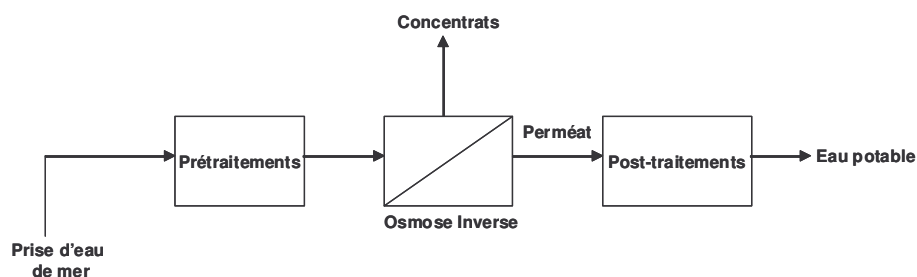 Concentrats
Prétraitements
Perméat
Post-traitements
Eau potable
Osmose Inverse
Prise d'eau
de mer